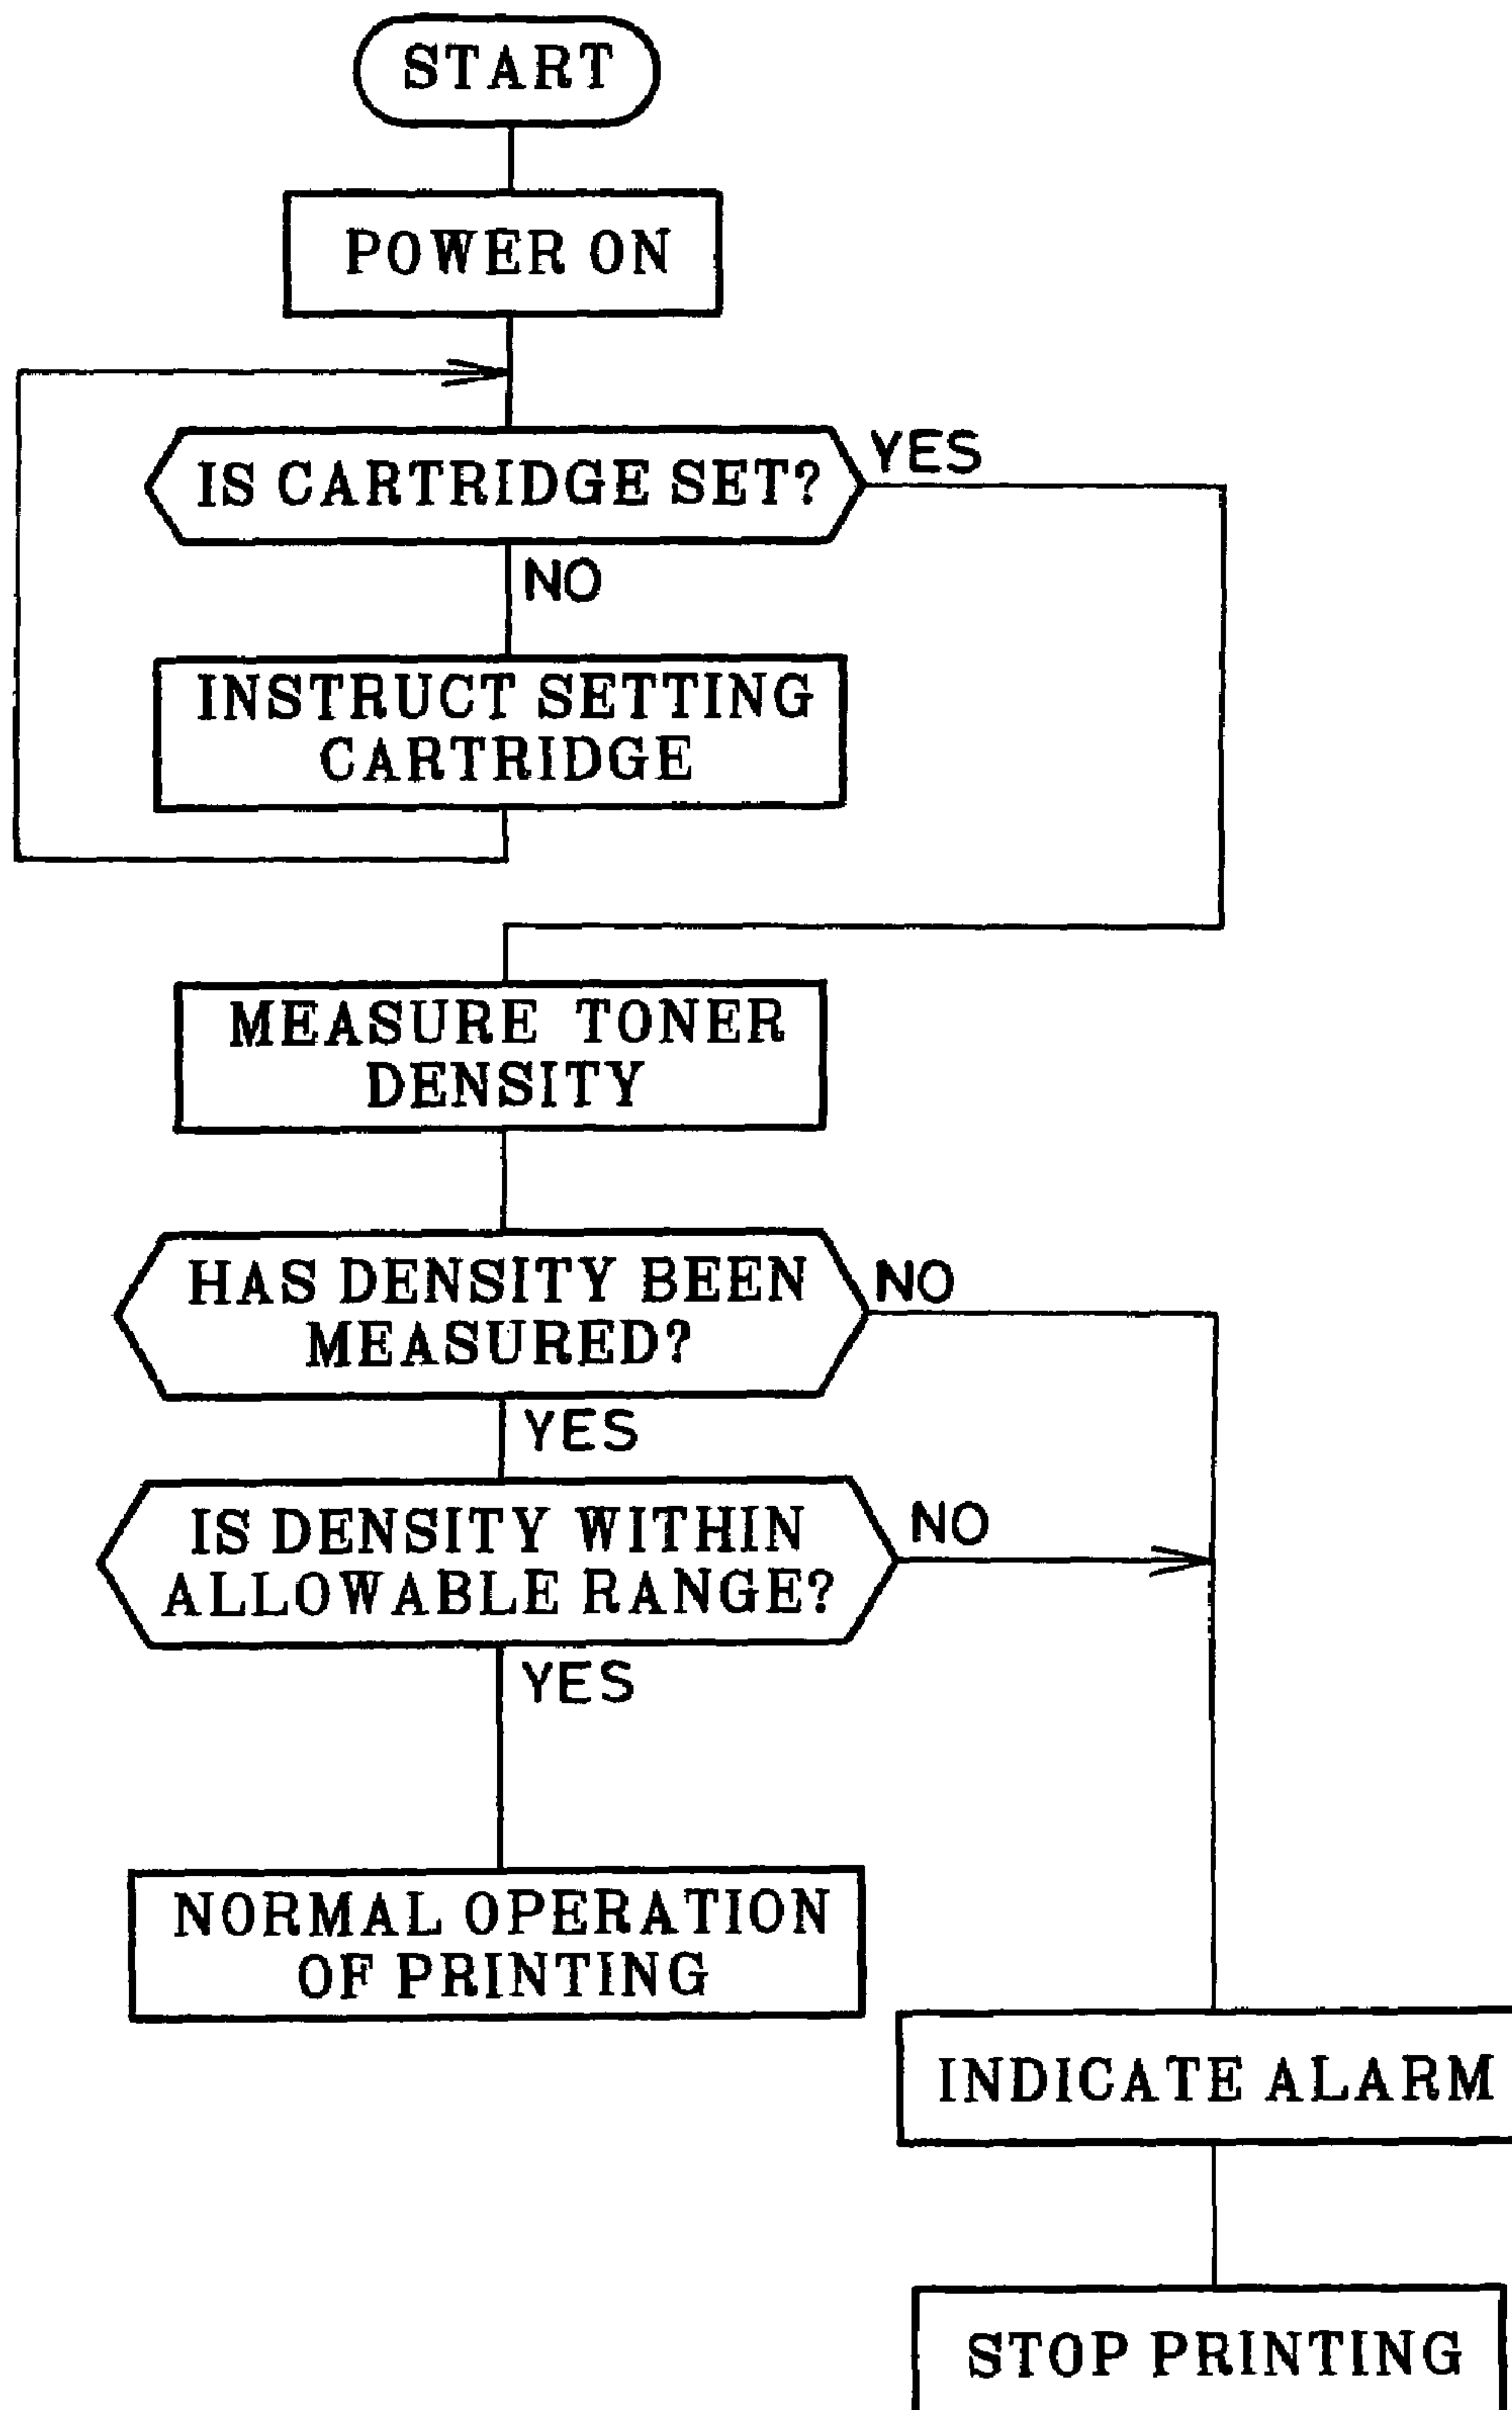 START
POWER ON
IS CARTRIDGE SET?
YES
NO
INSTRUCT SETTING
CARTRIDGE
MEASURE TONER
DENSITY
HAS DENSITY BEEN
MEASURED?
NO
YES
IS DENSITY WITHIN
ALLOWABLE RANGE?
NO
YES
NORMAL OPERATION
OF PRINTING
INDICATE ALARM
STOP PRINTING